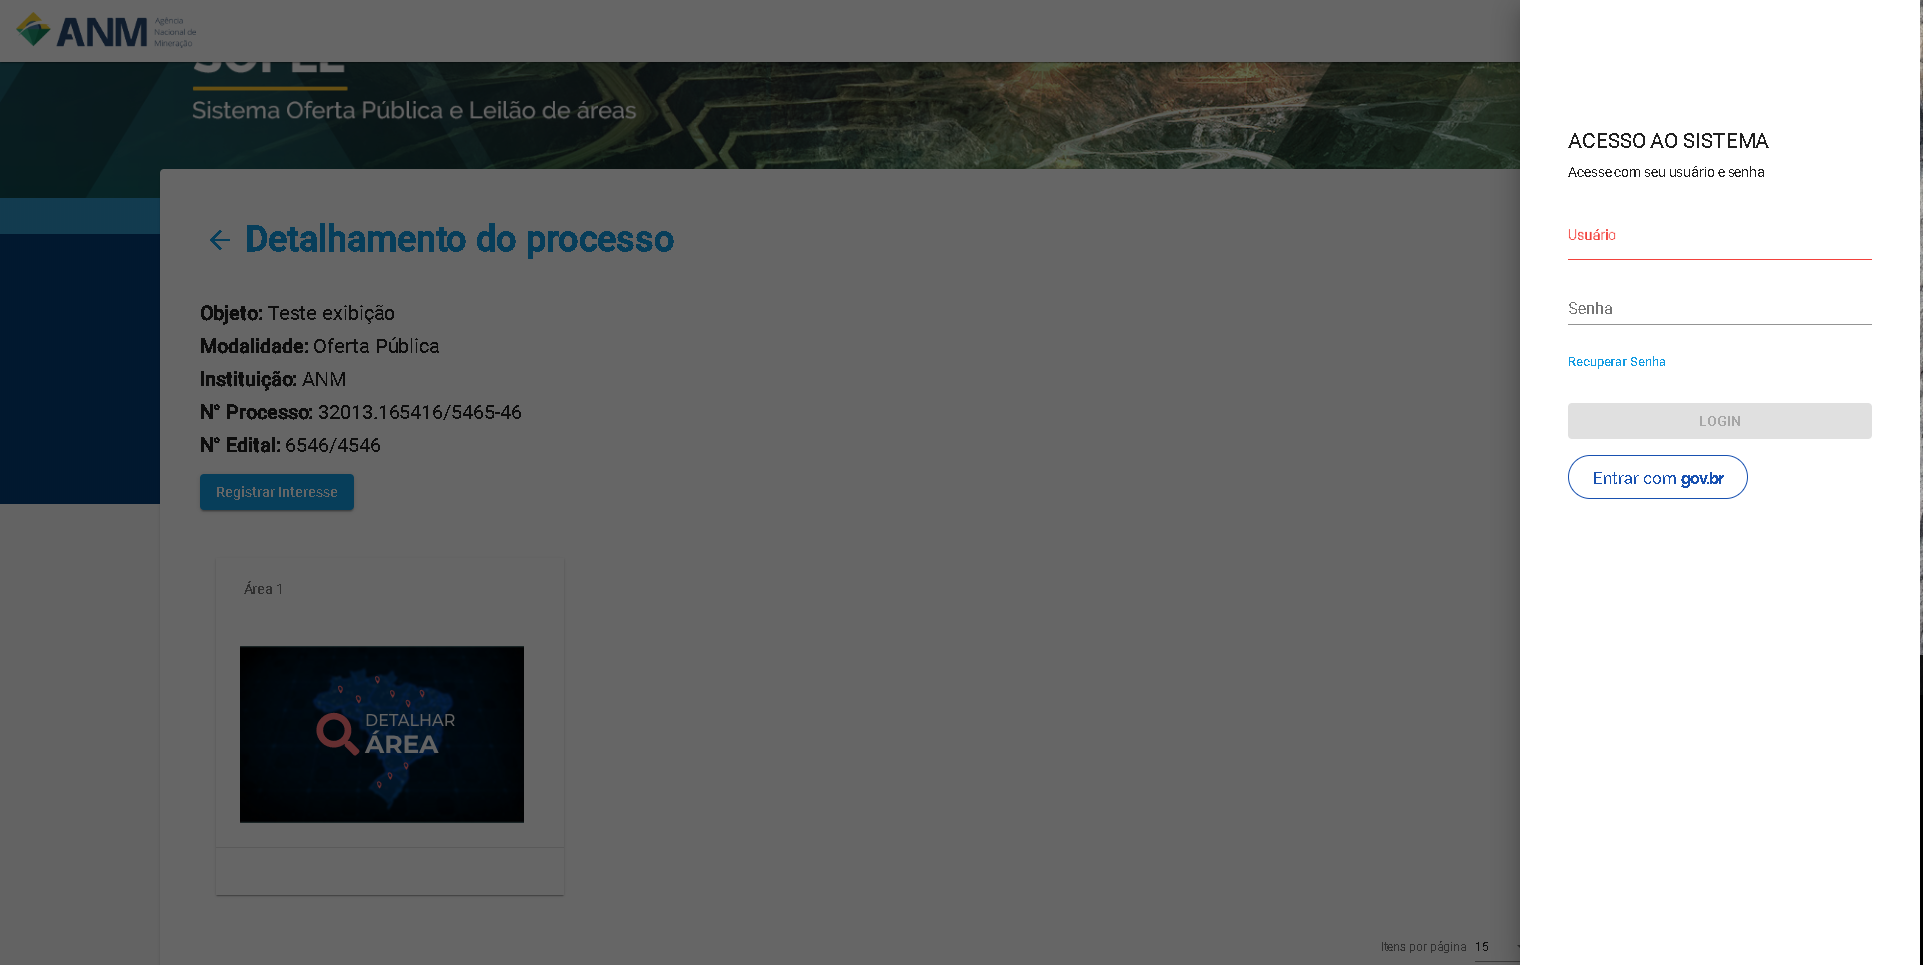 ANM Agência
Nacional de
Mineração
SOPLE
Sistema Oferta Pública e Leilão de áreas
Detalhamento do processo
Objeto: Teste exibição
Modalidade: Oferta Pública
Instituição: ANM
N° Processo: 32013.165416/5465-46
N° Edital: 6546/4546
Registrar Interesse
Área 1
DETALHAR
ÁREA
Itens por página 15
ACESSO AO SISTEMA
Acesse com seu usuário e senha
Usuário
Senha
Recuperar Senha
LOGIN
Entrar com gov.br